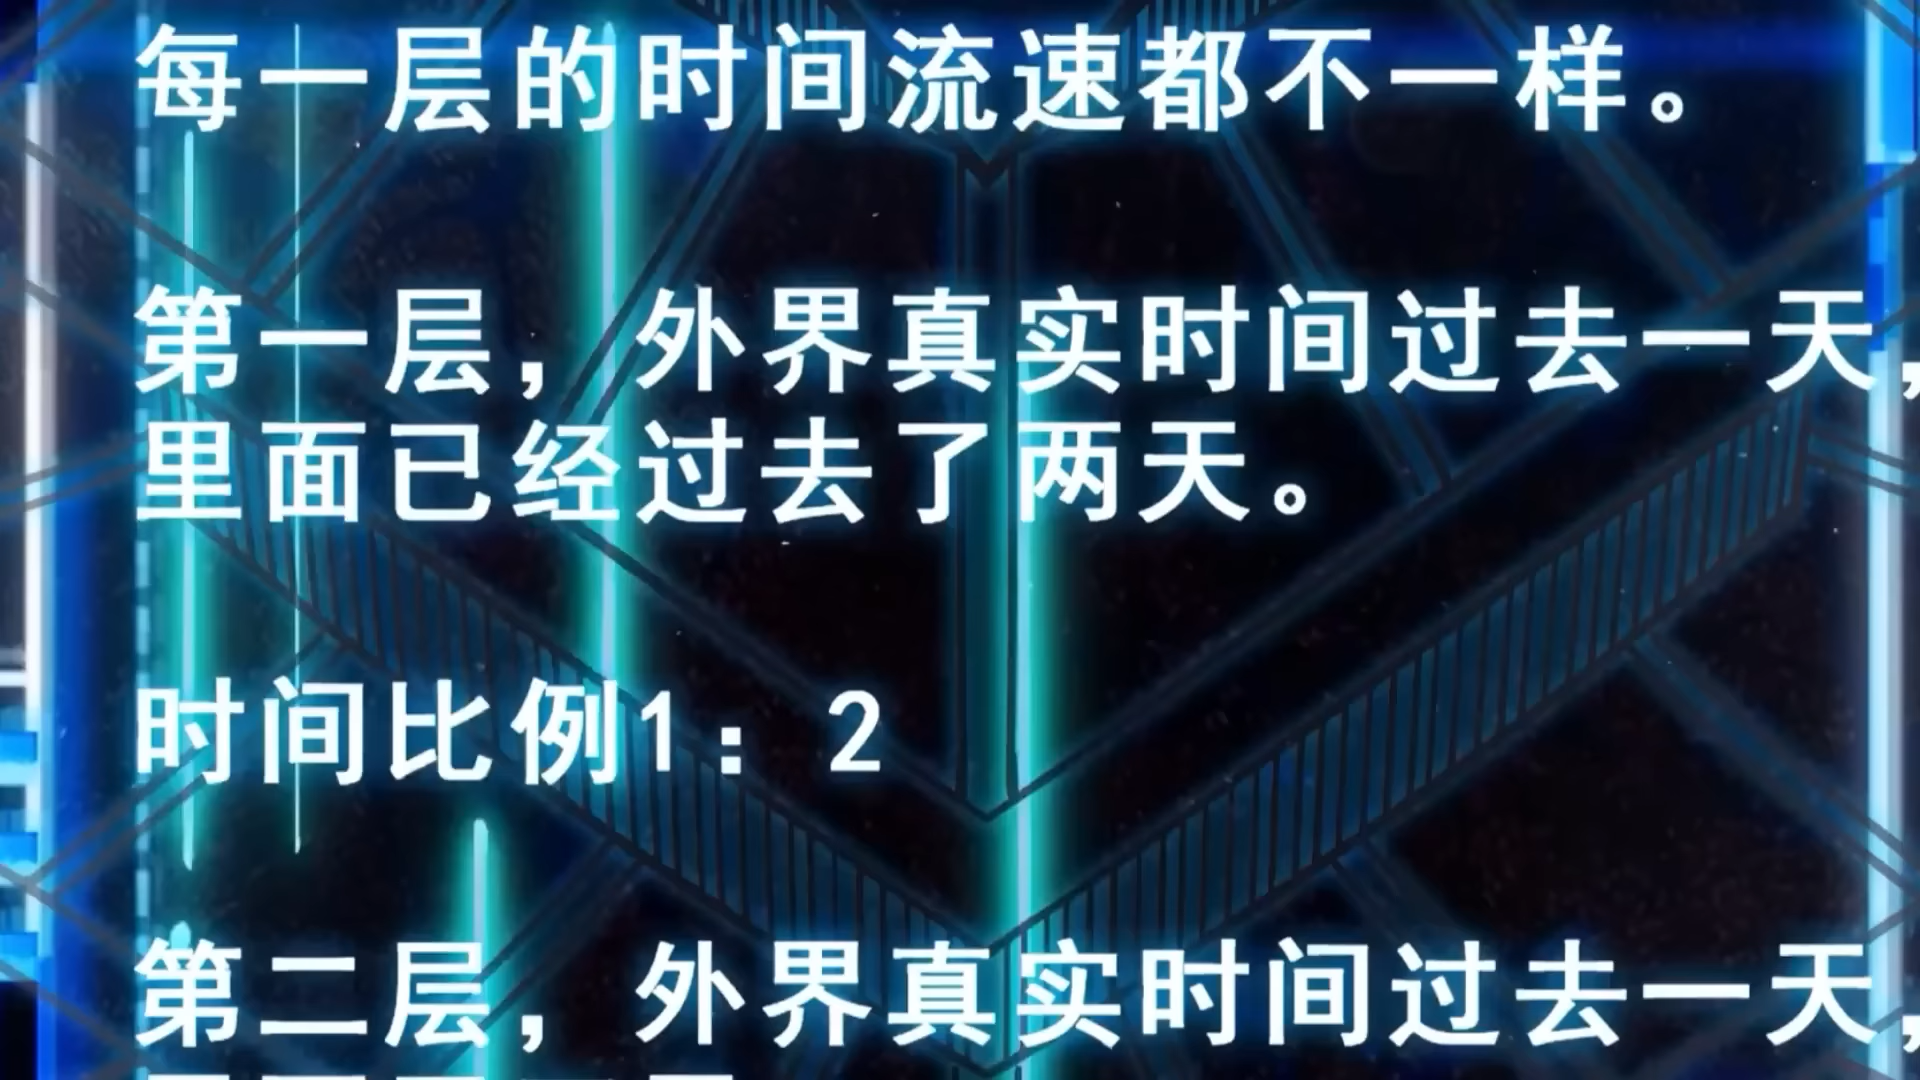 每一层的时间流速都不一样。
第一层，外界真实时间过去一天，
里面已经过去了两天。
时间比例1：2
第二层，外界真实时间过去一天，